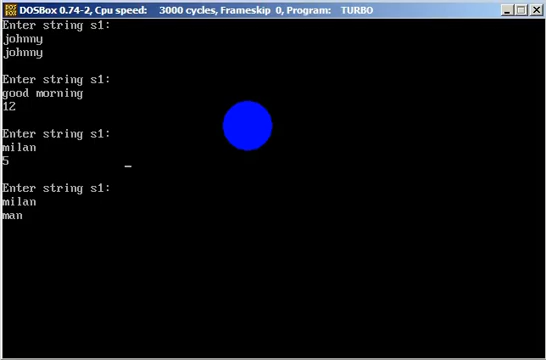 DOSBox 0.74-2, Cpu speed: 3000 cycles, Frameskip 0, Program: TURBO
Enter string s1:
johnny
johnny
Enter string s1:
good morning
12
Enter string s1:
milan
5
Enter string s1:
milan
man